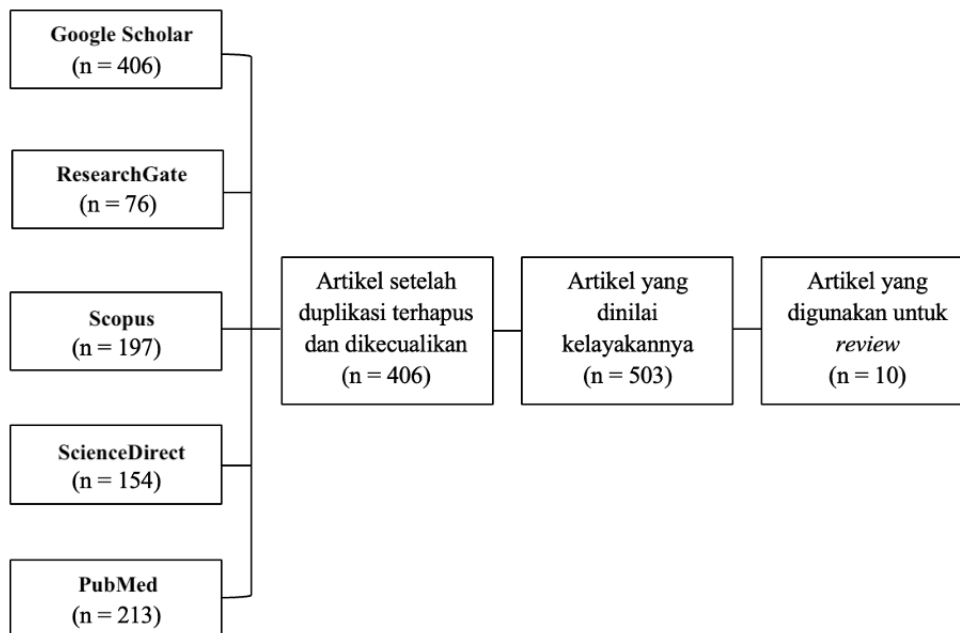 Google Scholar
(n = 406)
ResearchGate
(n = 76)
Scopus
(n = 197)
ScienceDirect
(n = 154)
PubMed
(n = 213)
Artikel setelah
duplikasi terhapus
dan dikecualikan
(n = 406)
Artikel yang
dinilai
kelayakannya
(n = 503)
Artikel yang
digunakan untuk
review
(n = 10)